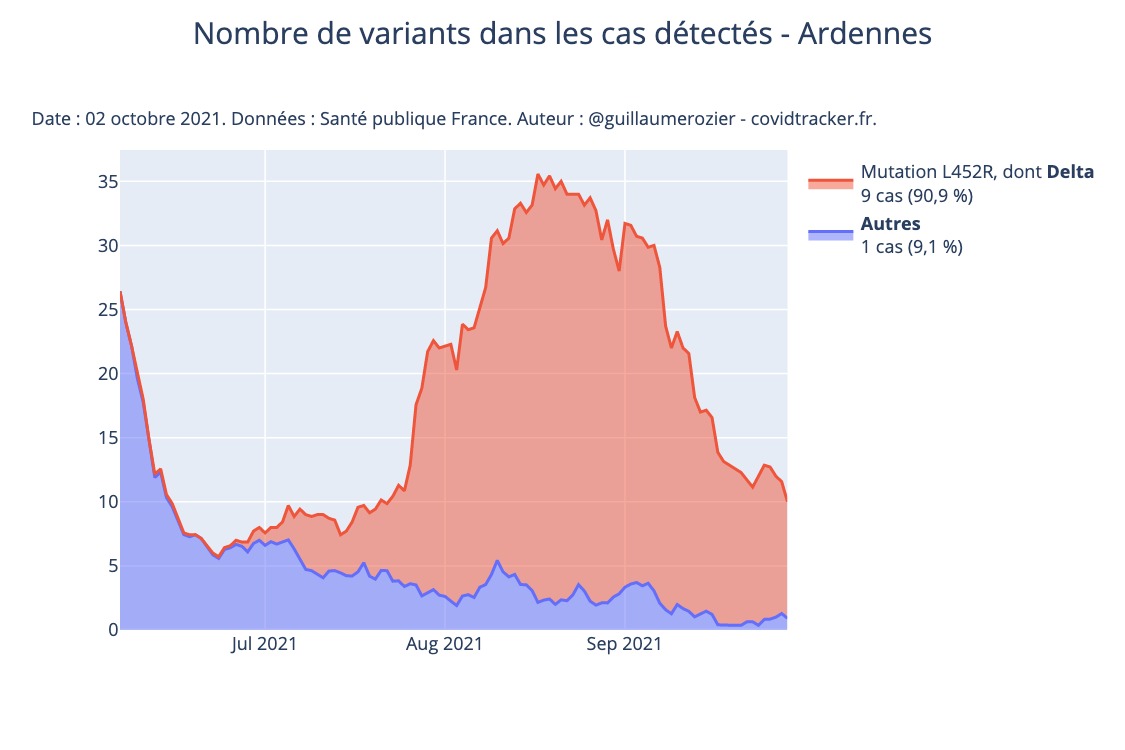 Nombre de variants dans les cas détectés - Ardennes
Date : 02 octobre 2021. Données : Santé publique France. Auteur : @guillaumerozier - covidtracker.fr.
Mutation L452R, dont Delta
9 cas (90,9 %)
Autres
1 cas (9,1 %)
35
30
25
20
15
10
5
0
Jul 2021
Aug 2021
Sep 2021